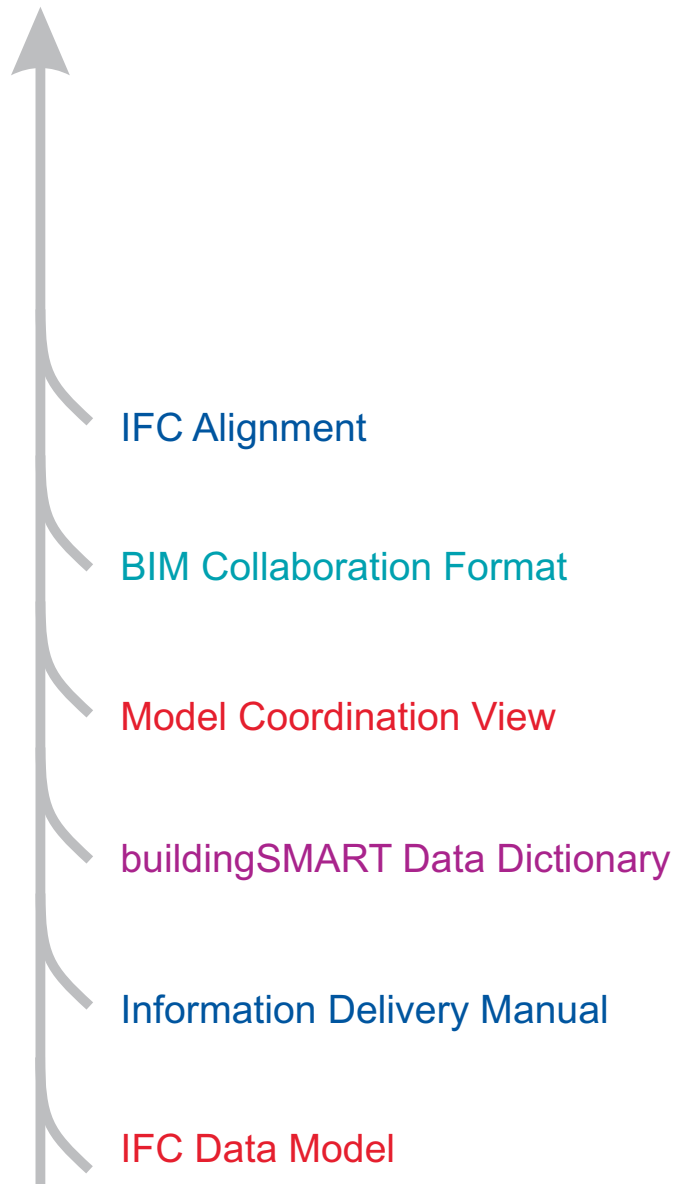 IFC Alignment
BIM Collaboration Format
Model Coordination View
buildingSMART Data Dictionary
Information Delivery Manual
IFC Data Model